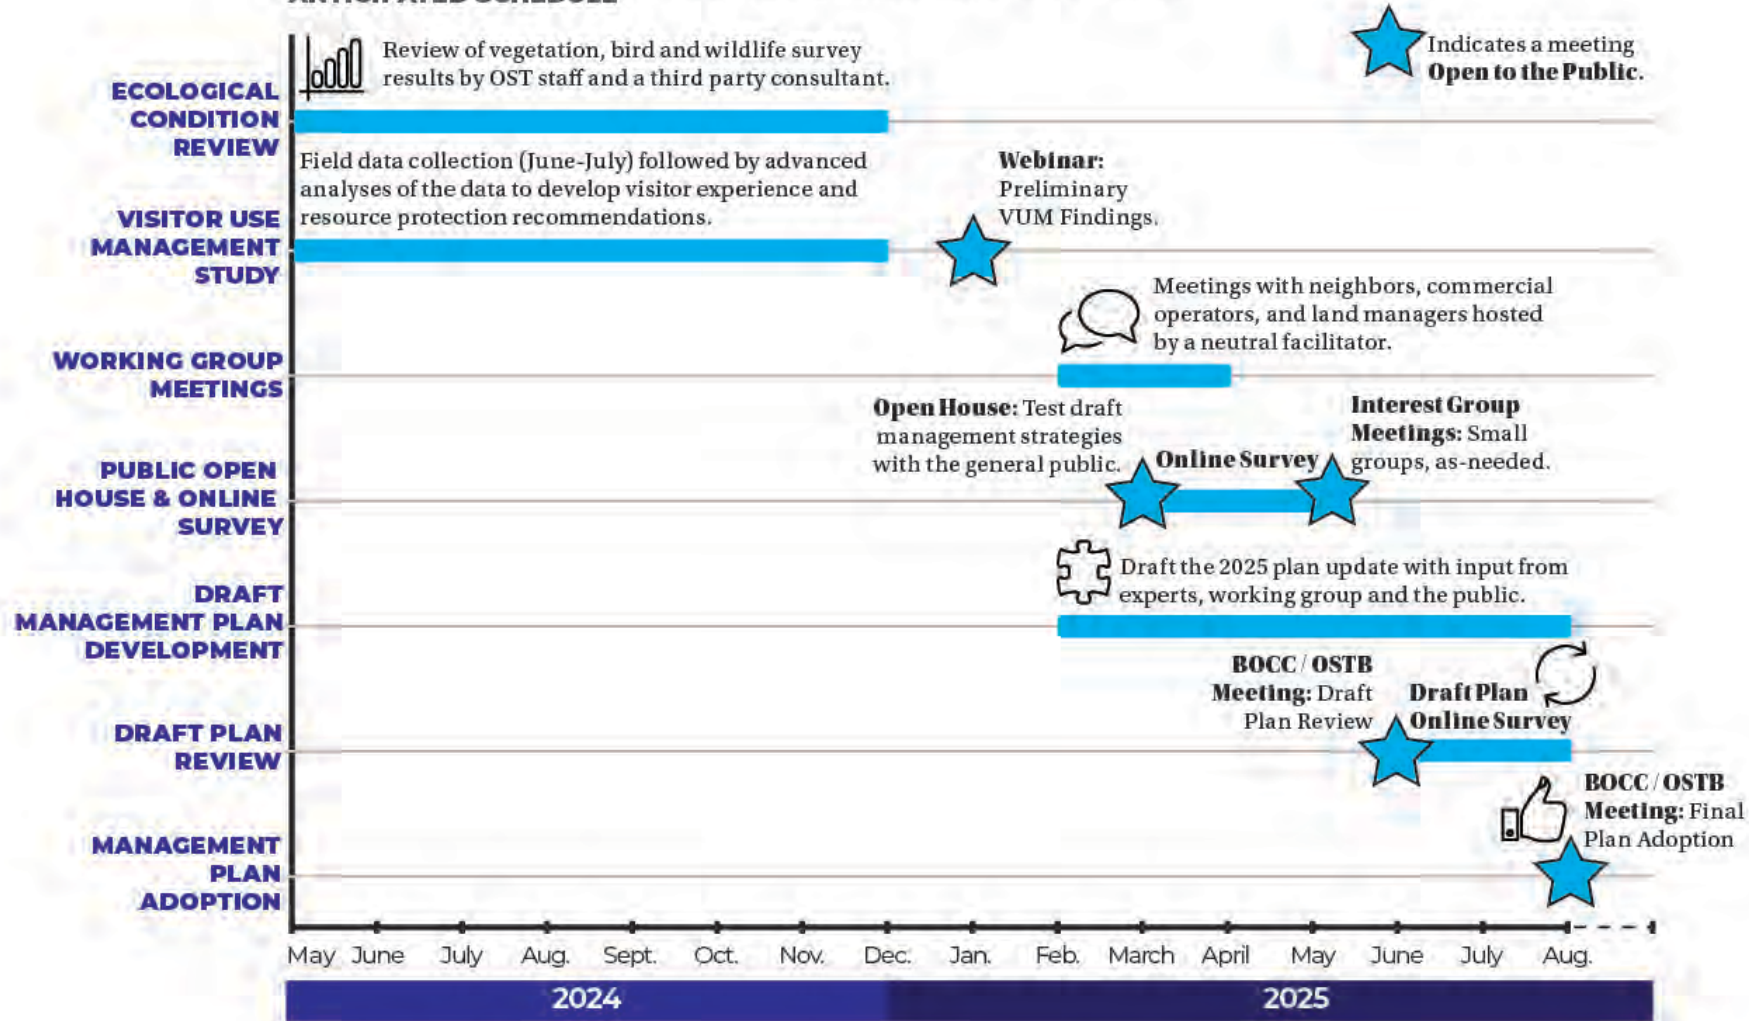 ANTICIPATED SCHEDULE
Review of vegetation, bird and wildlife survey
results by OST staff and a third party consultant.
Indicates a meeting
Open to the Public.
ECOLOGICAL
CONDITION
REVIEW
Field data collection (June-July) followed by advanced
analyses of the data to develop visitor experience and
resource protection recommendations.
Webinar:
Preliminary
VUM Findings.
VISITOR USE
MANAGEMENT
STUDY
Meetings with neighbors, commercial
operators, and land managers hosted
by a neutral facilitator.
WORKING GROUP
MEETINGS
Open House: Test draft
management strategies
with the general public.
Online Survey
Interest Group
Meetings: Small
groups, as-needed.
PUBLIC OPEN
HOUSE & ONLINE
SURVEY
Draft the 2025 plan update with input from
experts, working group and the public.
DRAFT
MANAGEMENT PLAN
DEVELOPMENT
BOCC / OSTB
Meeting: Draft
Plan Review
Draft Plan
Online Survey
DRAFT PLAN
REVIEW
BOCC / OSTB
Meeting: Final
Plan Adoption
MANAGEMENT
PLAN
ADOPTION
May June July Aug. Sept. Oct. Nov. Dec. Jan. Feb. March April May June July Aug.
2024 2025